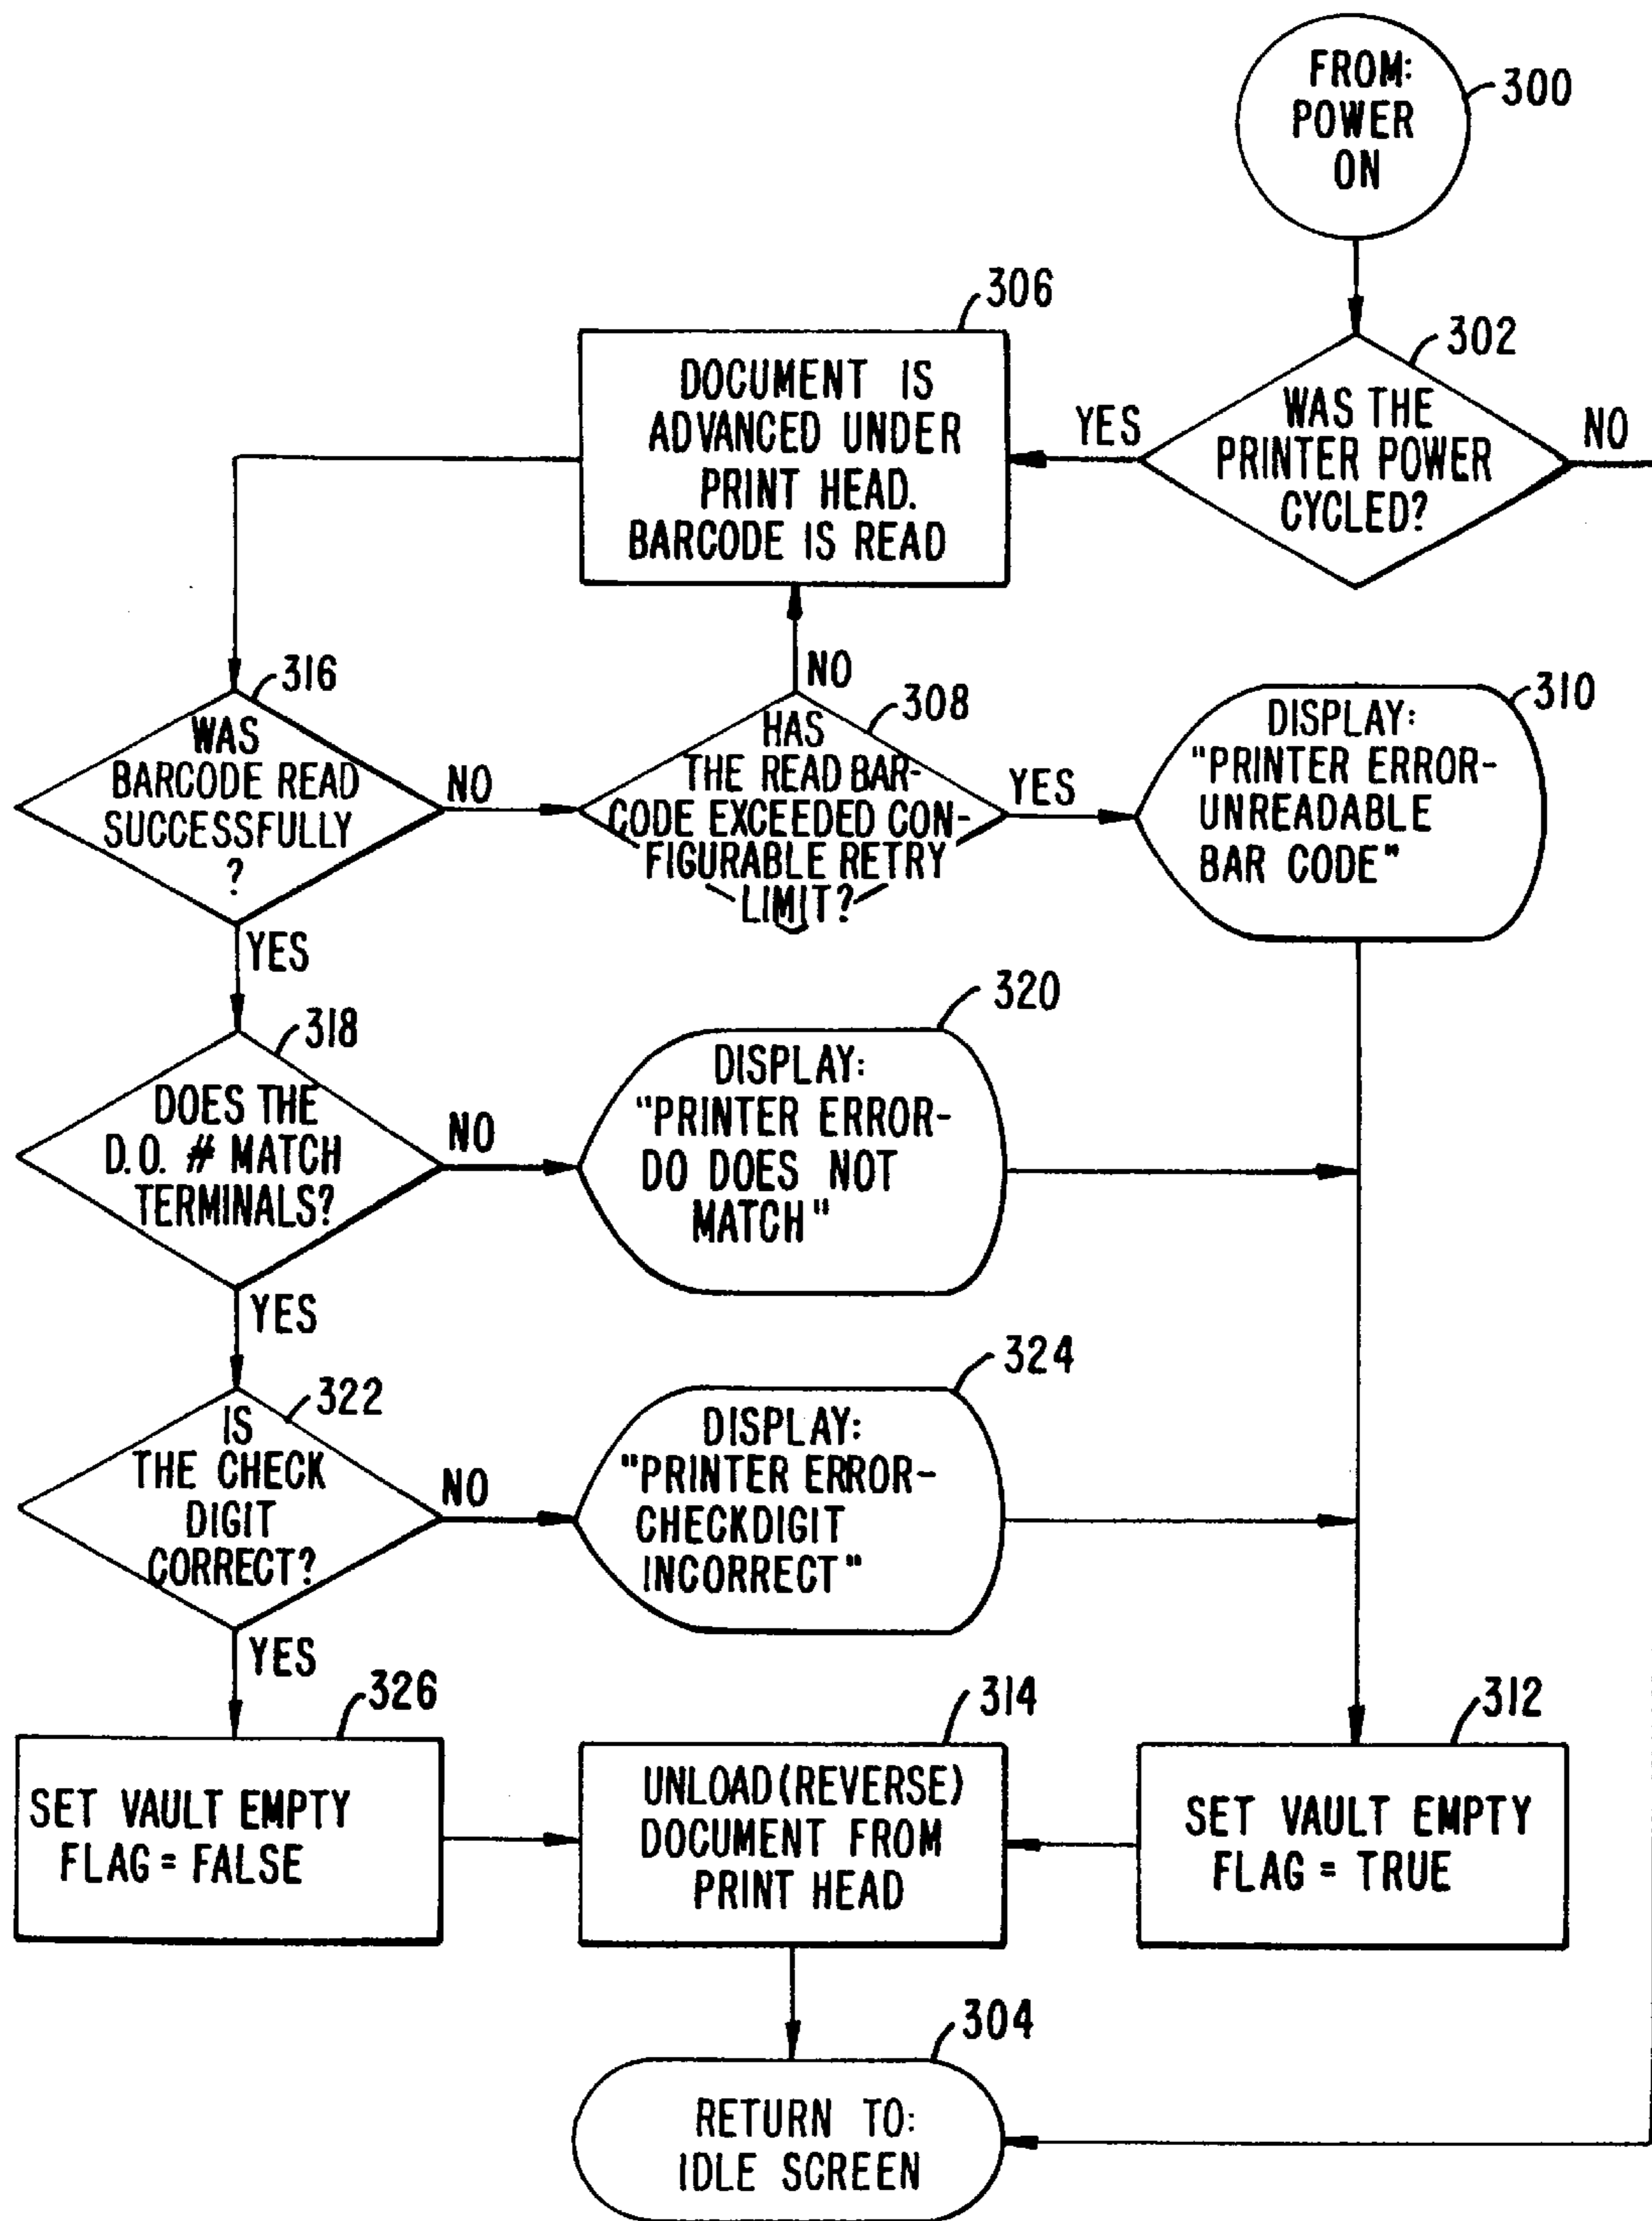 FROM:
POWER
ON
300
302
WAS THE
PRINTER POWER
CYCLED?
YES
NO
306
DOCUMENT IS
ADVANCED UNDER
PRINT HEAD.
BARCODE IS READ
316
WAS
BARCODE READ
SUCCESSFULLY
?
NO
YES
308
HAS
THE READ BAR-
CODE EXCEEDED CON-
FIGURABLE RETRY
LIMIT?
NO
YES
310
DISPLAY:
"PRINTER ERROR-
UNREADABLE
BAR CODE"
318
DOES THE
D.O. # MATCH
TERMINALS?
NO
YES
320
DISPLAY:
"PRINTER ERROR-
DO DOES NOT
MATCH"
322
IS
THE CHECK
DIGIT
CORRECT?
NO
YES
324
DISPLAY:
"PRINTER ERROR-
CHECKDIGIT
INCORRECT"
326
SET VAULT EMPTY
FLAG = FALSE
314
UNLOAD (REVERSE)
DOCUMENT FROM
PRINT HEAD
312
SET VAULT EMPTY
FLAG = TRUE
304
RETURN TO:
IDLE SCREEN